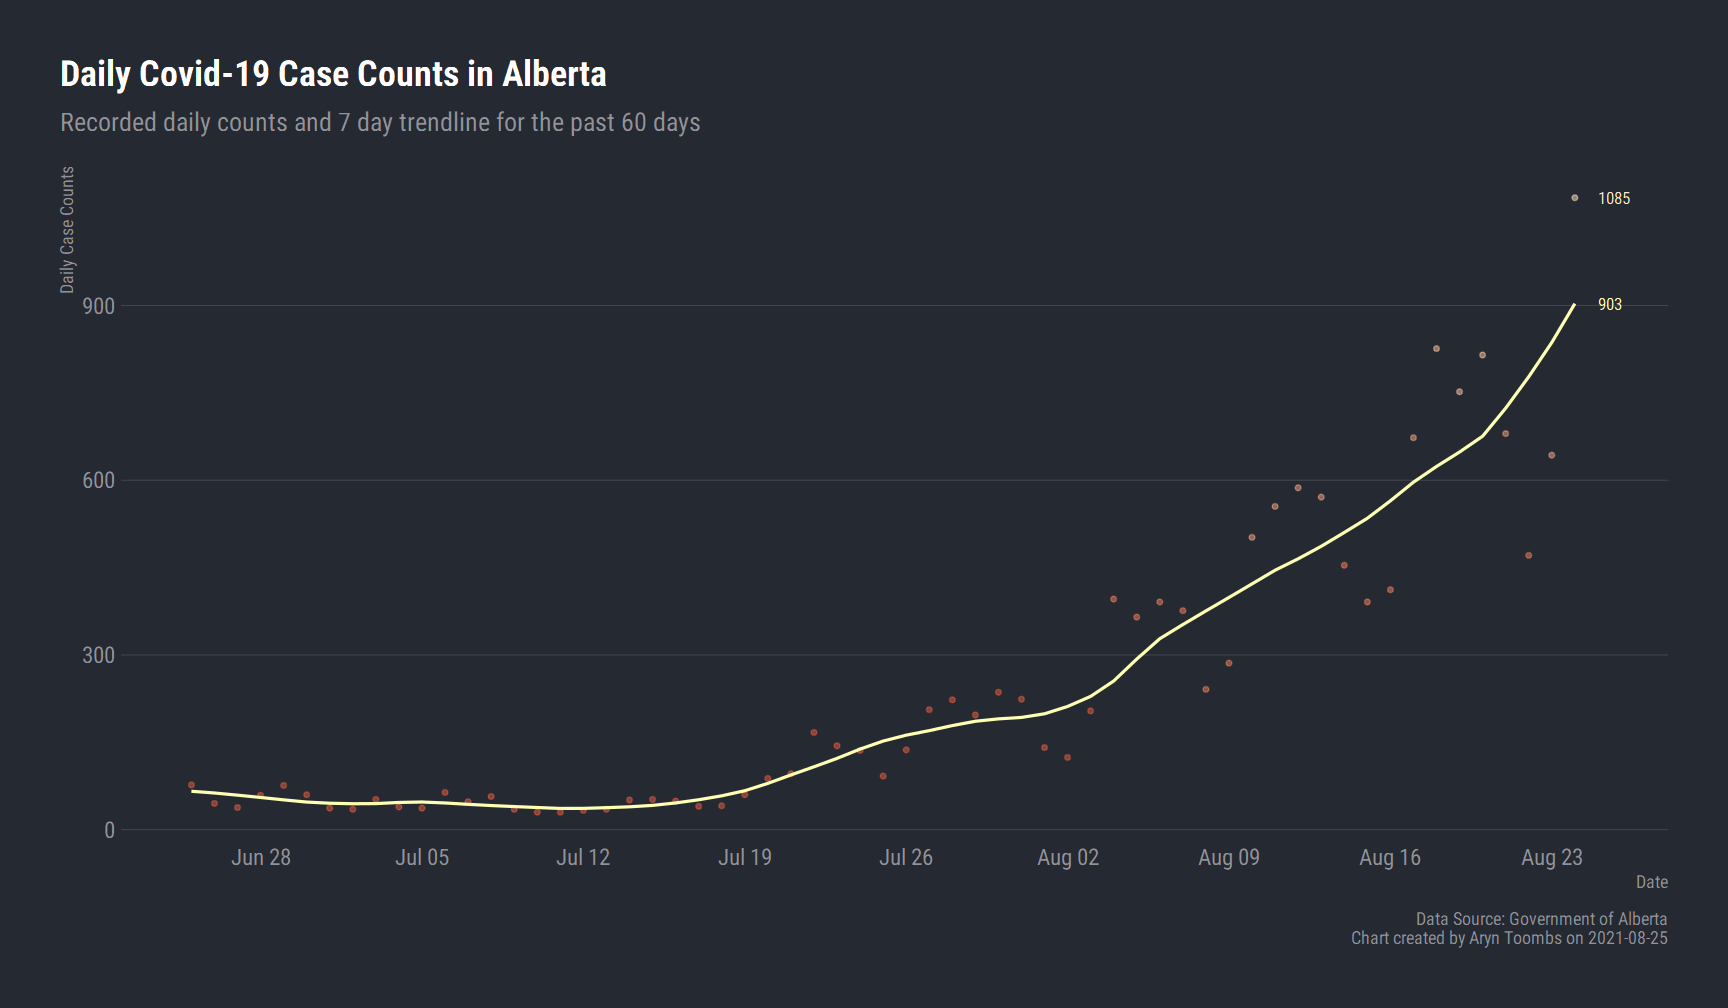 Daily Covid-19 Case Counts in Alberta
Recorded daily counts and 7 day trendline for the past 60 days
Daily Case Counts
1085
903
900
600
300
0
Jun 28 Jul 05 Jul 12 Jul 19 Jul 26 Aug 02 Aug 09 Aug 16 Aug 23
Date
Data Source: Government of Alberta
Chart created by Aryn Toombs on 2021-08-25